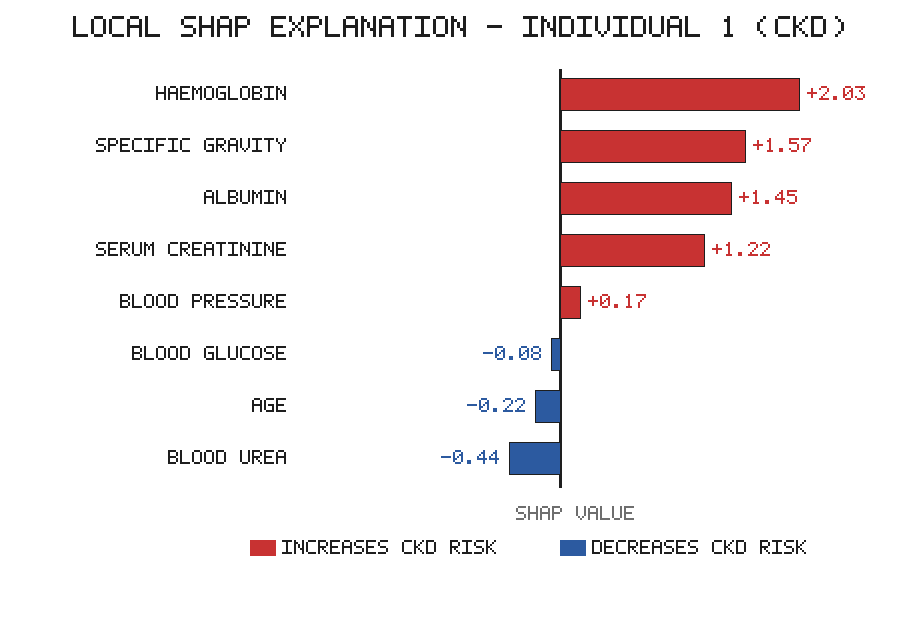 LOCAL SHAP EXPLANATION - INDIVIDUAL 1 (CKD)
HAEMOGLOBIN +2.03
SPECIFIC GRAVITY +1.57
ALBUMIN +1.45
SERUM CREATININE +1.22
BLOOD PRESSURE +0.17
BLOOD GLUCOSE -0.08
AGE -0.22
BLOOD UREA -0.44
SHAP VALUE
INCREASES CKD RISK DECREASES CKD RISK